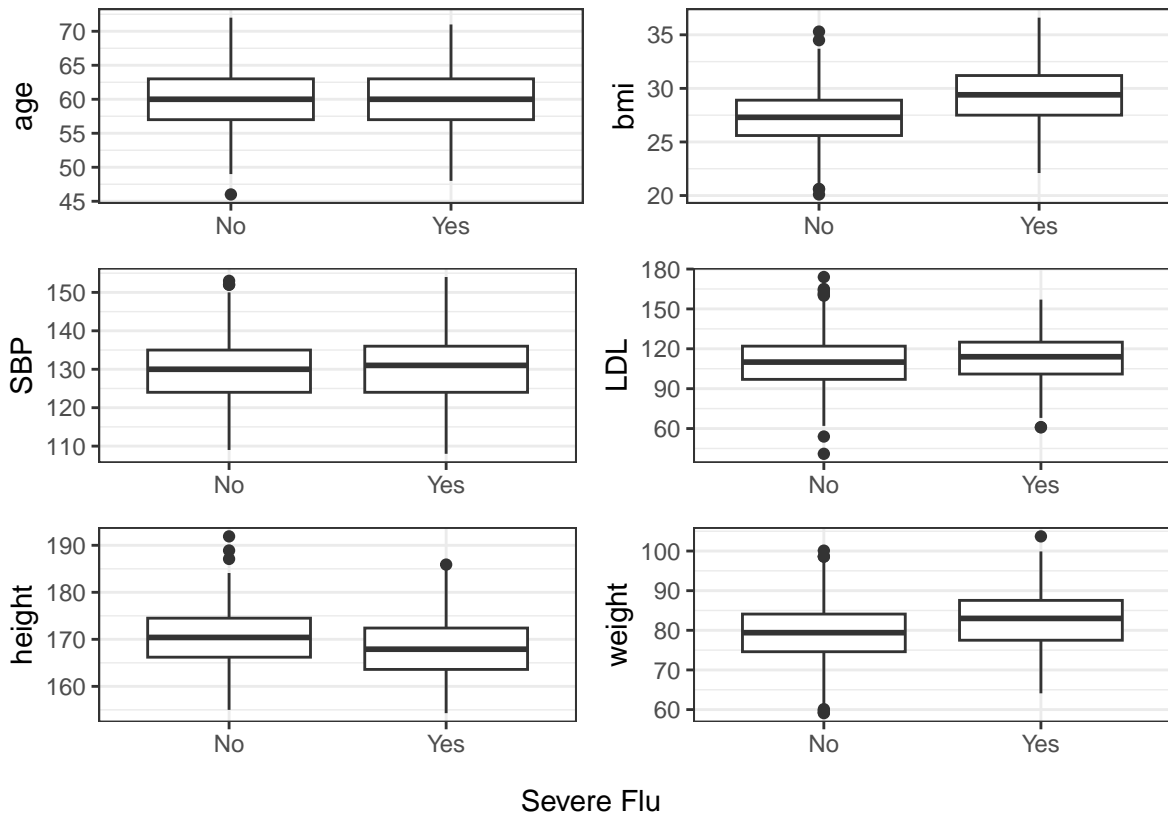 age
70
65
60
55
50
45
No
Yes
bmi
35
30
25
20
No
Yes
SBP
150
140
130
120
110
No
Yes
LDL
180
150
120
90
60
No
Yes
height
190
180
170
160
No
Yes
weight
100
90
80
70
60
No
Yes
Severe Flu